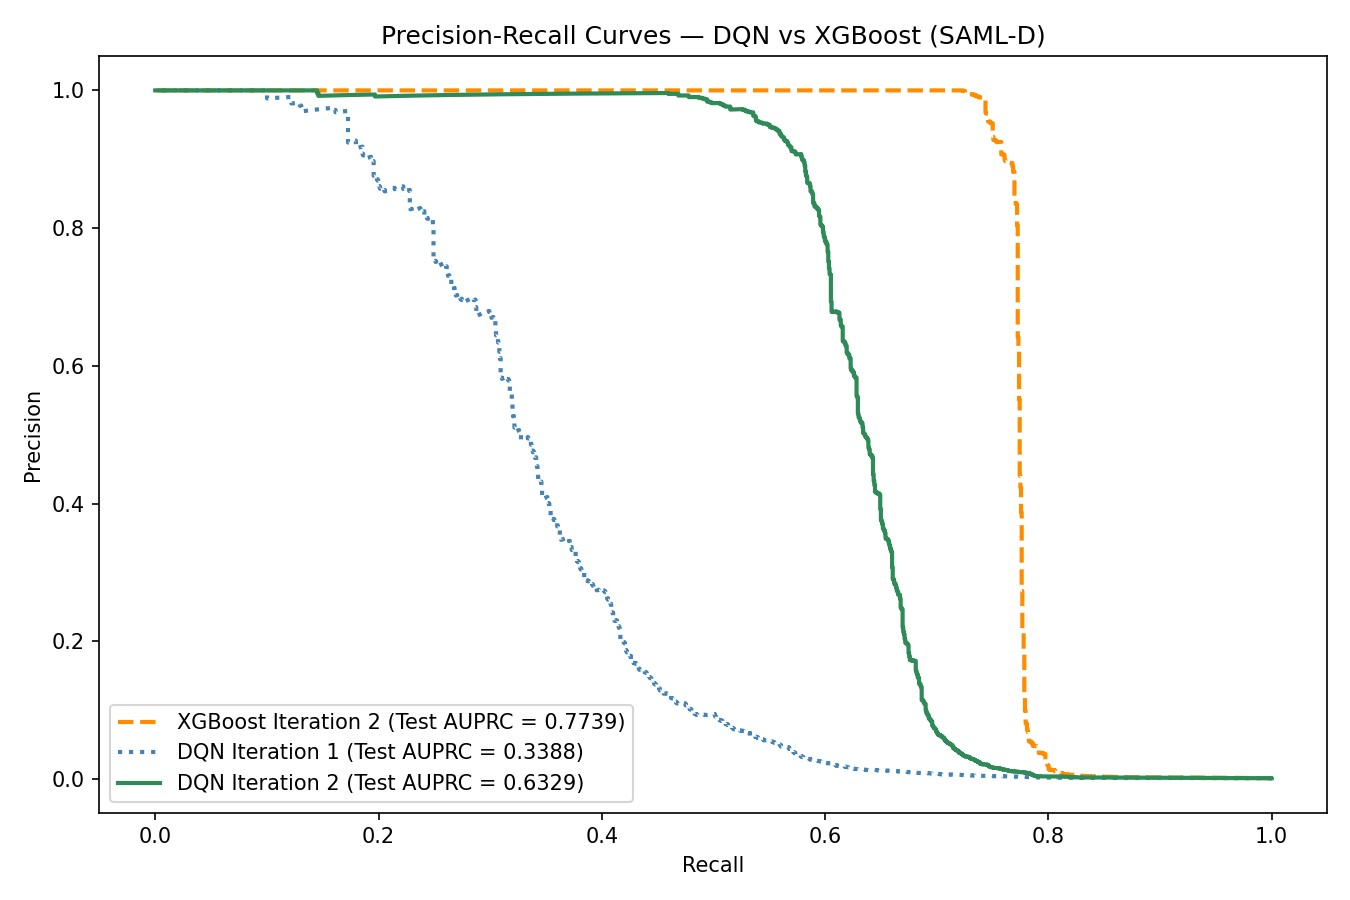 Precision-Recall Curves — DQN vs XGBoost (SAML-D)
Precision
1.0
0.8
0.6
0.4
0.2
0.0
XGBoost Iteration 2 (Test AUPRC = 0.7739)
DQN Iteration 1 (Test AUPRC = 0.3388)
DQN Iteration 2 (Test AUPRC = 0.6329)
0.0 0.2 0.4 0.6 0.8 1.0
Recall